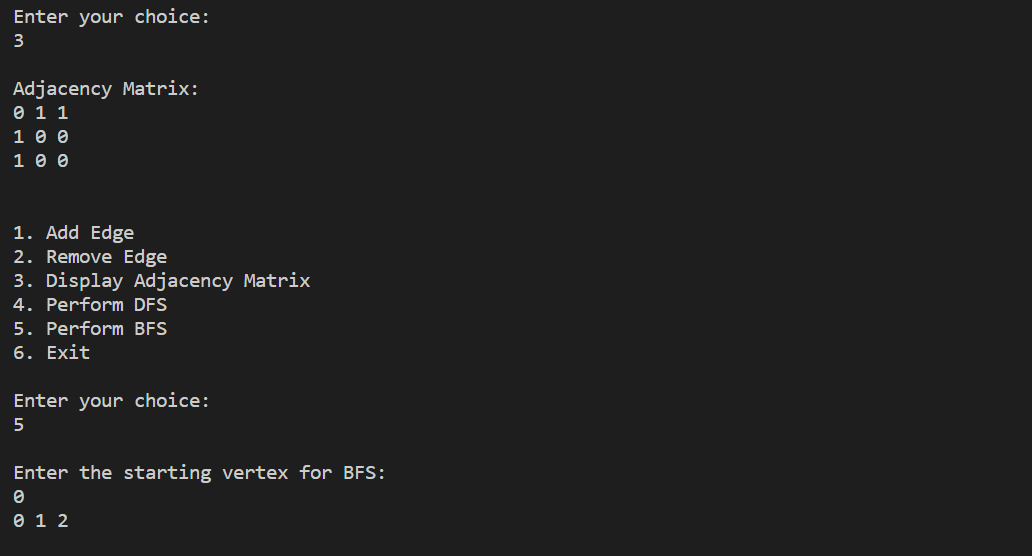 Enter your choice:
3
Adjacency Matrix:
0 1 1
1 0 0
1 0 0
1. Add Edge
2. Remove Edge
3. Display Adjacency Matrix
4. Perform DFS
5. Perform BFS
6. Exit
Enter your choice:
5
Enter the starting vertex for BFS:
0
0 1 2